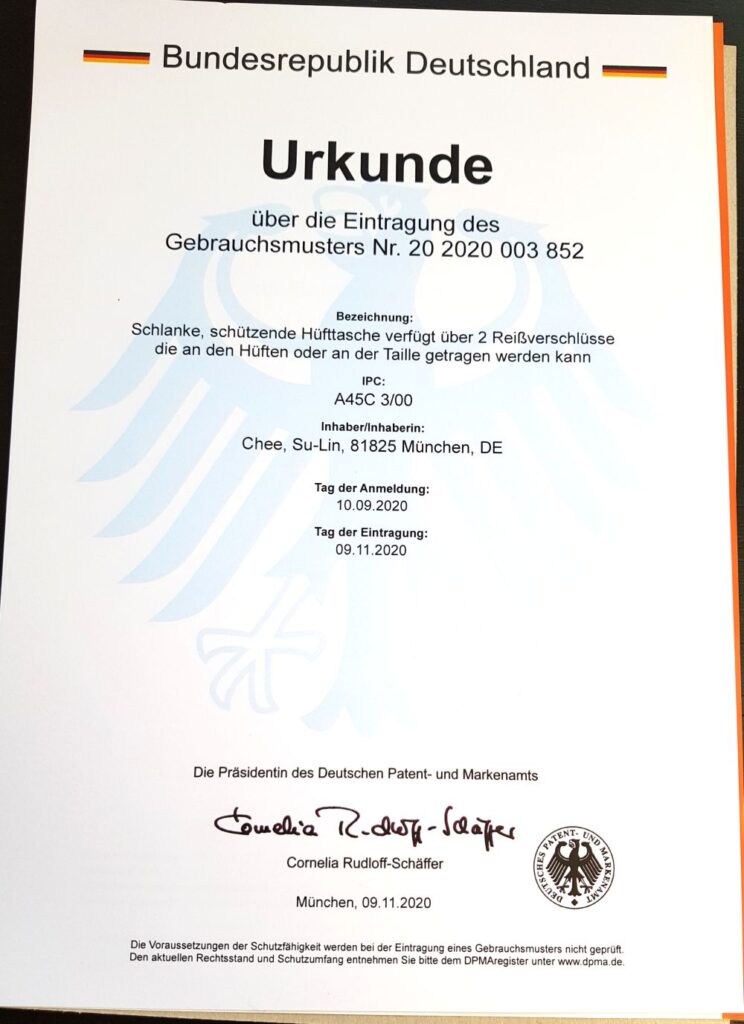 Bundesrepublik Deutschland
Urkunde
über die Eintragung des
Gebrauchsmusters Nr. 20 2020 003 852
Bezeichnung:
Schlanke, schützende Hüfttasche verfügt über 2 Reißverschlüsse
die an den Hüften oder an der Taille getragen werden kann
IPC:
A45C 3/00
Inhaber/Inhaberin:
Chee, Su-Lin, 81825 München, DE
Tag der Anmeldung:
10.09.2020
Tag der Eintragung:
09.11.2020
Die Präsidentin des Deutschen Patent- und Markenamts
Cornelia Rudloff-Schäffer
Cornelia Rudloff-Schäffer
DEUTSCHES PATENT- UND MARKENAMT
München, 09.11.2020
Die Voraussetzungen der Schutzfähigkeit werden bei der Eintragung eines Gebrauchsmusters nicht geprüft.
Den aktuellen Rechtsstand und Schutzumfang entnehmen Sie bitte dem DPMAregister unter www.dpma.de.